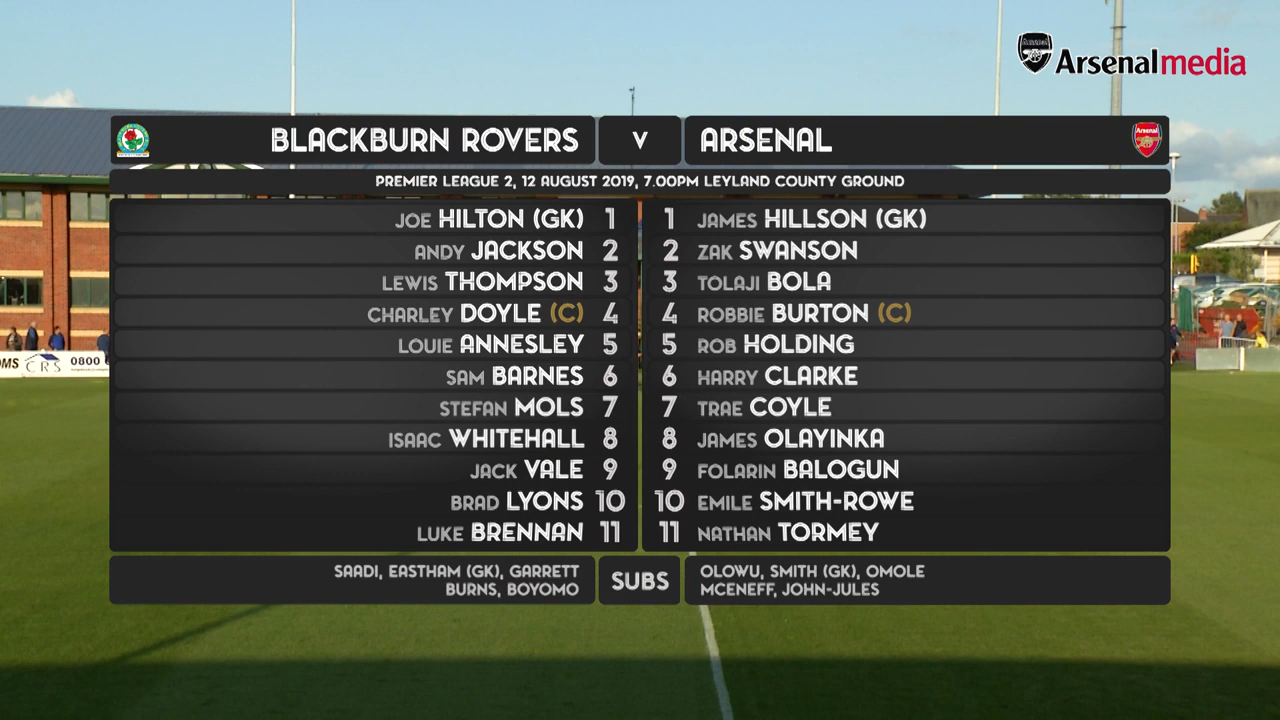 Arsenalmedia
BLACKBURN ROVERS V ARSENAL
PREMIER LEAGUE 2, 12 AUGUST 2019, 7.00PM LEYLAND COUNTY GROUND
JOE HILTON (GK) 1 1 JAMES HILLSON (GK)
ANDY JACKSON 2 2 ZAK SWANSON
LEWIS THOMPSON 3 3 TOLAJI BOLA
CHARLEY DOYLE (C) 4 4 ROBBIE BURTON (C)
LOUIE ANNESLEY 5 5 ROB HOLDING
SAM BARNES 6 6 HARRY CLARKE
STEFAN MOLS 7 7 TRAE COYLE
ISAAC WHITEHALL 8 8 JAMES OLAYINKA
JACK VALE 9 9 FOLARIN BALOGUN
BRAD LYONS 10 10 EMILE SMITH-ROWE
LUKE BRENNAN 11 11 NATHAN TORMEY
SAADI, EASTHAM (GK), GARRETT
BURNS, BOYOMO
SUBS
OLOWU, SMITH (GK), OMOLE
MCENEFF, JOHN-JULES
CRS 0800